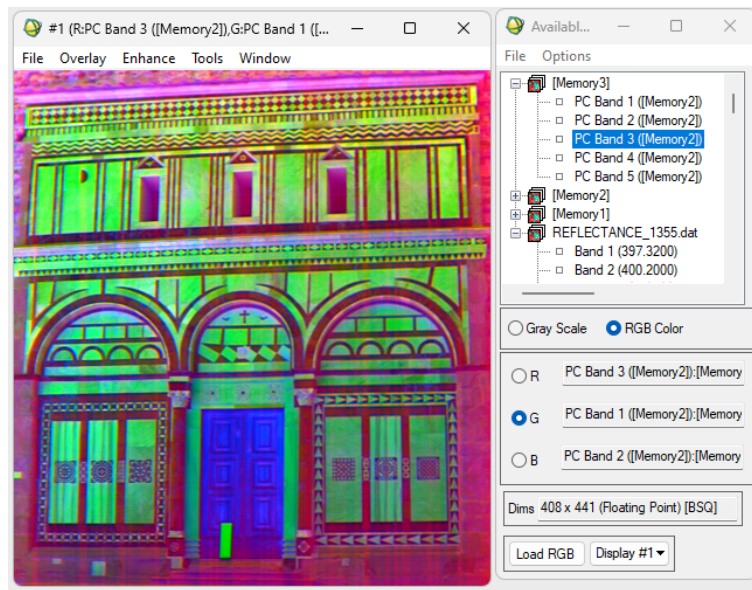 #1 (R:PC Band 3 ([Memory2]),G:PC Band 1 ([...
File Overlay Enhance Tools Window
Availabl...
File Options
[Memory3]
PC Band 1 ([Memory2])
PC Band 2 ([Memory2])
PC Band 3 ([Memory2])
PC Band 4 ([Memory2])
PC Band 5 ([Memory2])
[Memory2]
[Memory1]
REFLECTANCE_1355.dat
Band 1 (397.3200)
Band 2 (400.2000)
Gray Scale RGB Color
R PC Band 3 ([Memory2]):[Memory
G PC Band 1 ([Memory2]):[Memory
B PC Band 2 ([Memory2]):[Memory
Dims 408 x 441 (Floating Point) [BSQ]
Load RGB Display #1